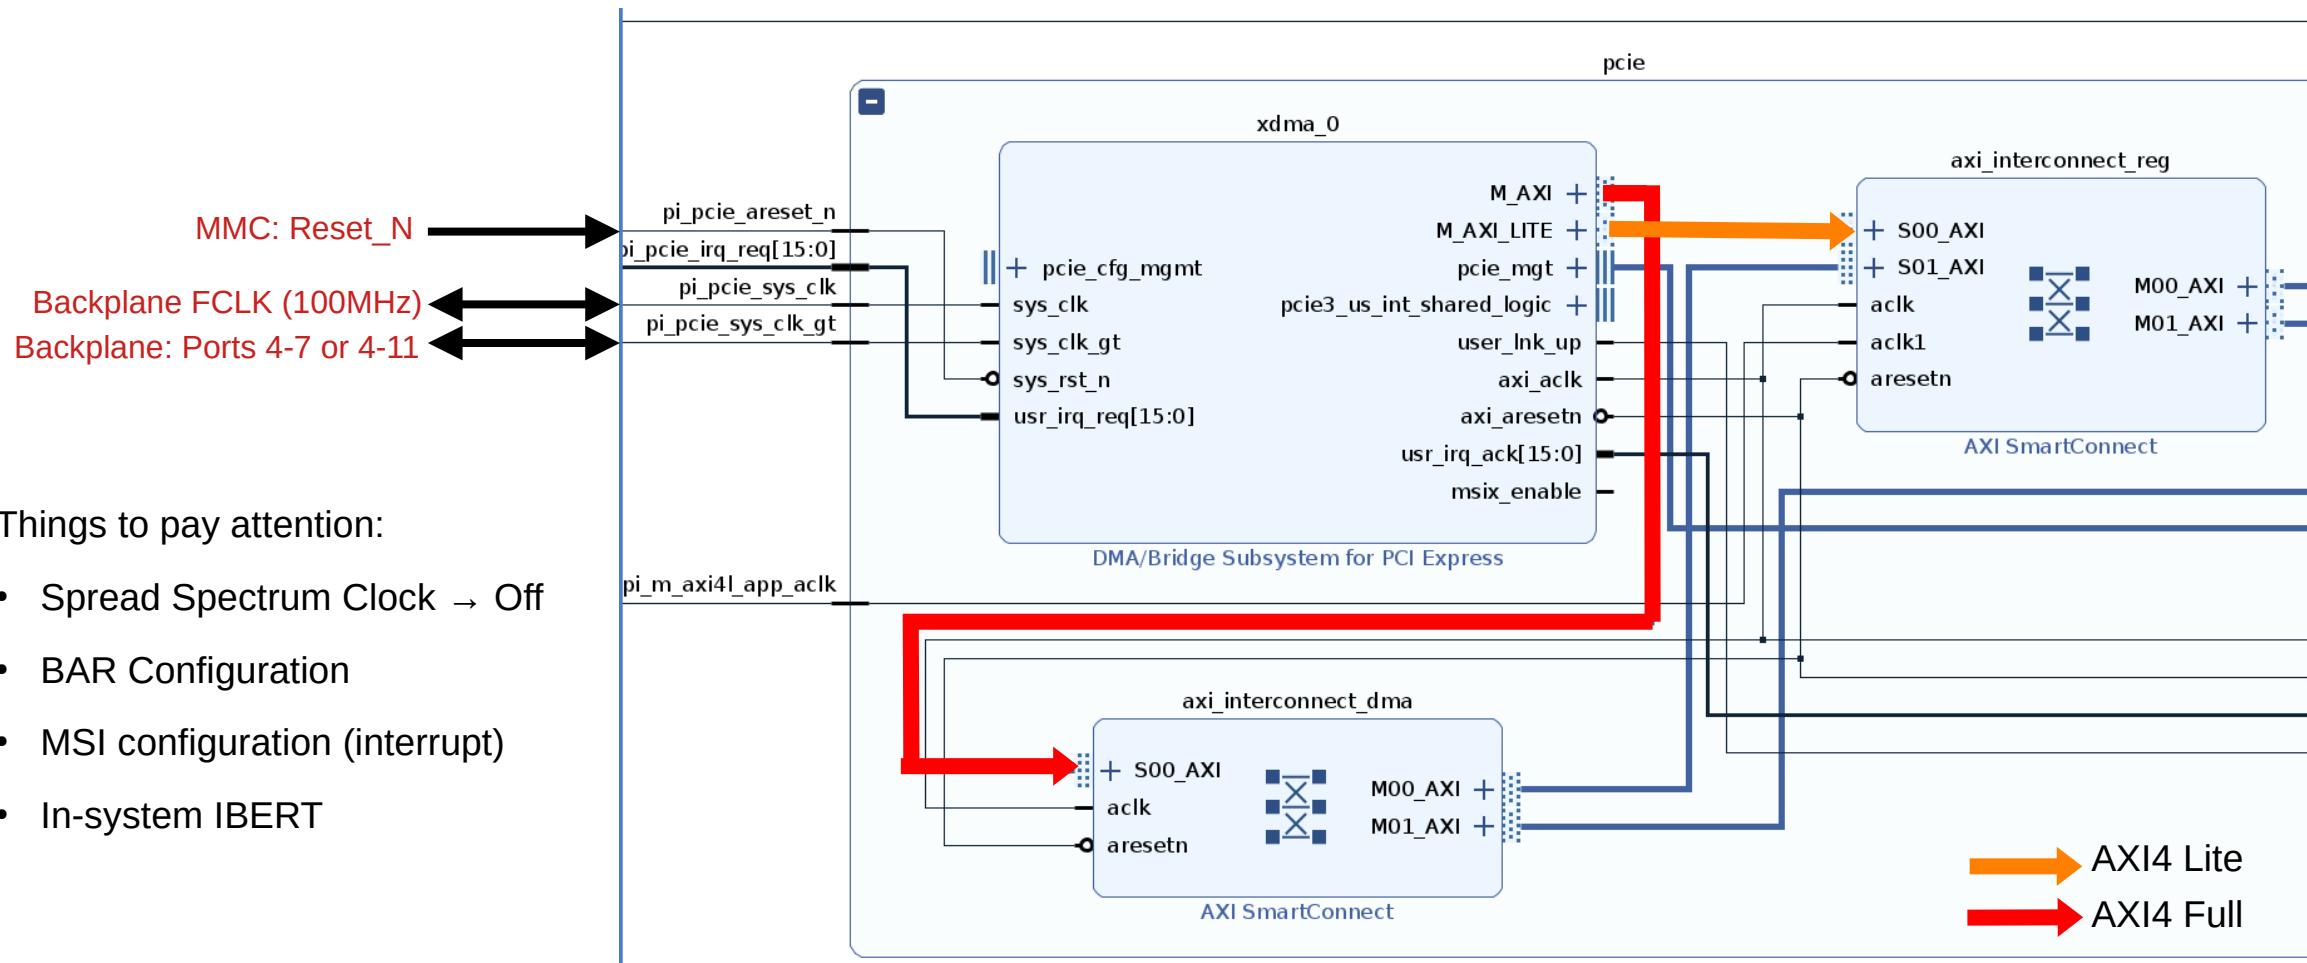 pcie
xdma_0
axi_interconnect_reg
MMC: Reset_N
pi_pcie_areset_n
pi_pcie_irq_req[15:0]
Backplane FCLK (100MHz)
pi_pcie_sys_clk
Backplane: Ports 4-7 or 4-11
pi_pcie_sys_clk_gt
pcie_cfg_mgmt
sys_clk
sys_clk_gt
sys_rst_n
usr_irq_req[15:0]
M_AXI
M_AXI_LITE
pcie_mgt
pcie3_us_int_shared_logic
user_lnk_up
axi_aclk
axi_aresetn
usr_irq_ack[15:0]
msix_enable
DMA/Bridge Subsystem for PCI Express
S00_AXI
S01_AXI
aclk
aclk1
aresetn
M00_AXI
M01_AXI
AXI SmartConnect
Things to pay attention:
• Spread Spectrum Clock → Off
• BAR Configuration
• MSI configuration (interrupt)
• In-system IBERT
pi_m_axi4l_app_aclk
axi_interconnect_dma
S00_AXI
aclk
aresetn
M00_AXI
M01_AXI
AXI SmartConnect
AXI4 Lite
AXI4 Full